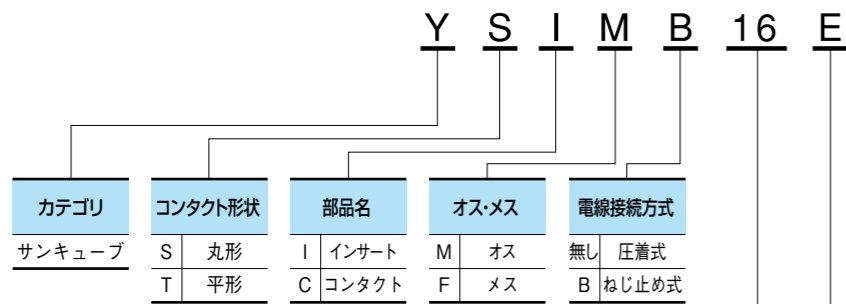 Y S I M B 16 E
カテゴリ コンタクト形状 部品名 オス・メス 電線接続方式
サンキューブ S 丸形 I インサート M オス 無し 圧着式
T 平形 C コンタクト F メス B ねじ止め式